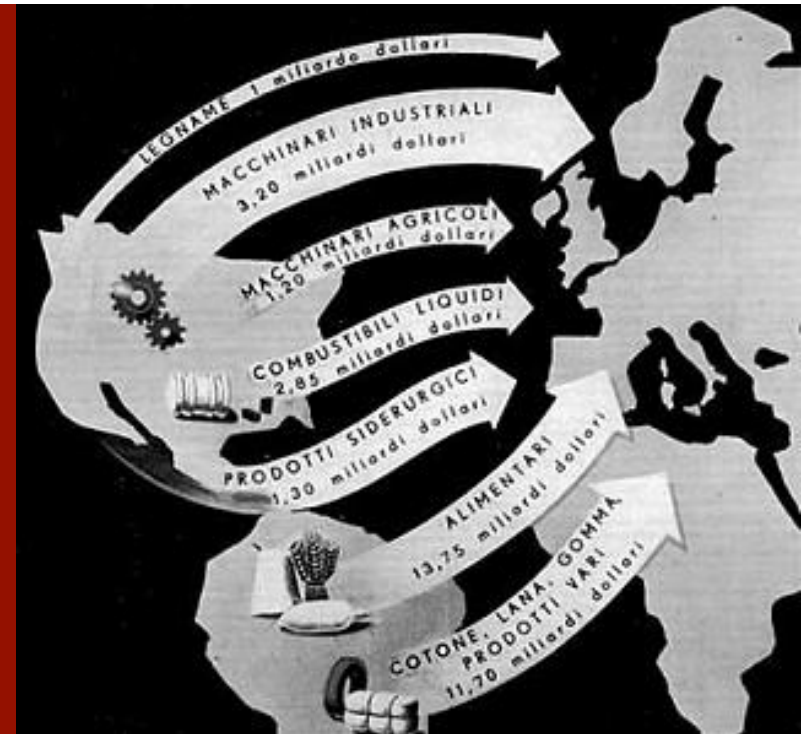 LEGNAME 1 miliardo dollari
MACCHINARI INDUSTRIALI
3,20 miliardi dollari
MACCHINARI AGRICOLI
1,20 miliardi dollari
COMBUSTIBILI LIQUIDI
2,85 miliardi dollari
PRODOTTI SIDERURGICI
1,30 miliardi dollari
ALIMENTARI
13,75 miliardi dollari
COTONE, LANA, GOMMA,
PRODOTTI VARI
11,70 miliardi dollari